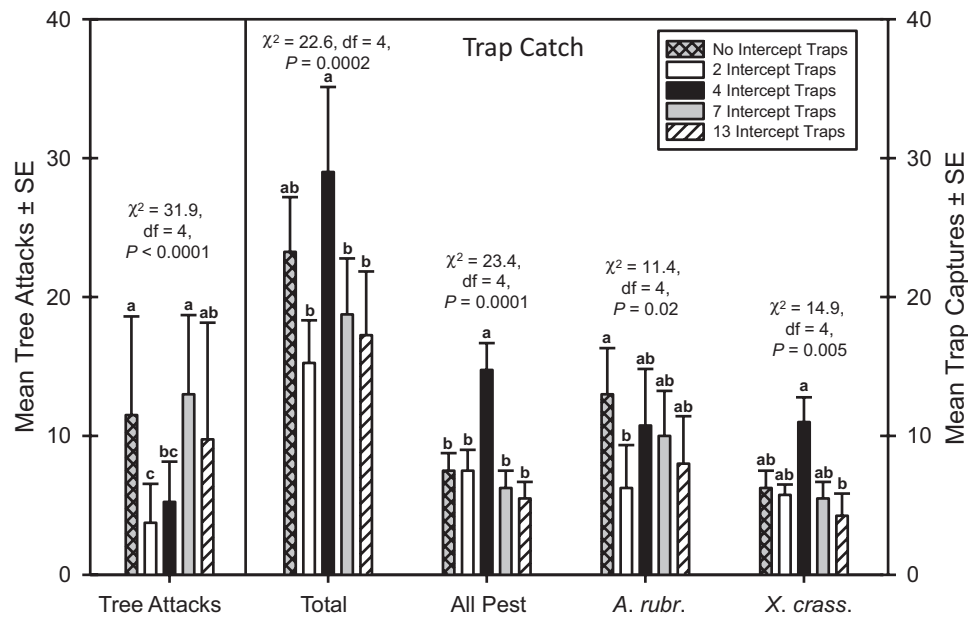 40
30
20
10
0
Mean Tree Attacks ± SE
χ² = 31.9,
df = 4,
P < 0.0001
a
c
bc
a
ab
Tree Attacks
Trap Catch
χ² = 22.6, df = 4,
P = 0.0002
ab
b
a
b
b
Total
χ² = 23.4,
df = 4,
P = 0.0001
b
b
a
b
b
All Pest
χ² = 11.4,
df = 4,
P = 0.02
a
b
ab
ab
ab
A. rubr.
χ² = 14.9,
df = 4,
P = 0.005
ab
ab
a
ab
b
X. crass.
No Intercept Traps
2 Intercept Traps
4 Intercept Traps
7 Intercept Traps
13 Intercept Traps
40
30
20
10
0
Mean Trap Captures ± SE